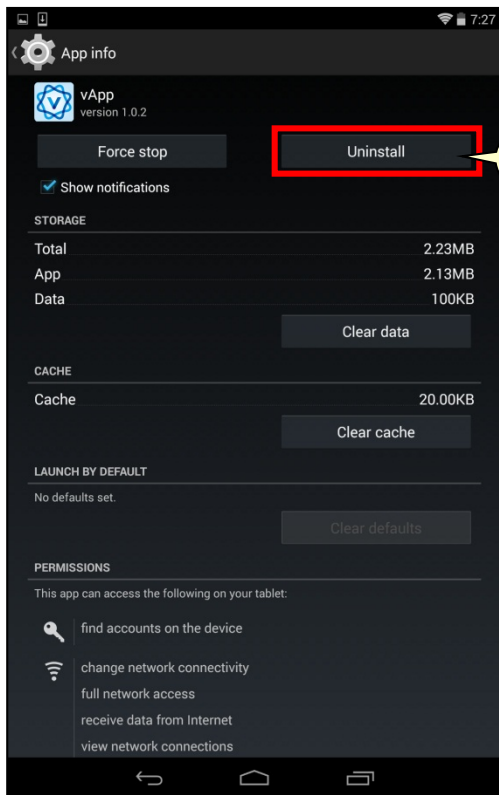 7:27
App info
vApp
version 1.0.2
Force stop
Uninstall
Show notifications
STORAGE
Total 2.23MB
App 2.13MB
Data 100KB
Clear data
CACHE
Cache 20.00KB
Clear cache
LAUNCH BY DEFAULT
No defaults set.
Clear defaults
PERMISSIONS
This app can access the following on your tablet:
find accounts on the device
change network connectivity
full network access
receive data from Internet
view network connections